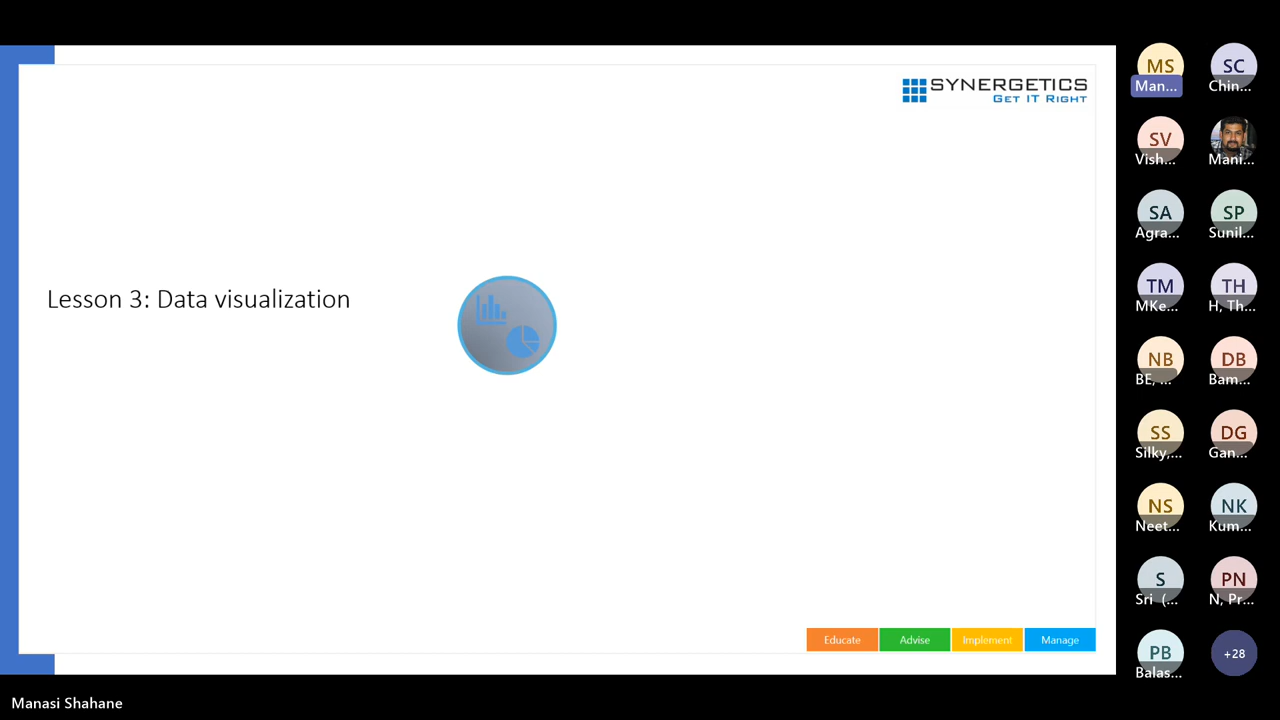 SYNERGETICS
GET IT RIGHT
Lesson 3: Data visualization
Educate Advise Implement Manage
MS SC
Man... Chin...
SV
Vish... Mani...
SA SP
Agra... Sunil...
TM TH
MKe... H, Th...
NB DB
BE, ... Bam...
SS DG
Silky,... Gan...
NS NK
Neet... Kum...
S PN
Sri (... N, Pr...
PB +28
Balas...
Manasi Shahane